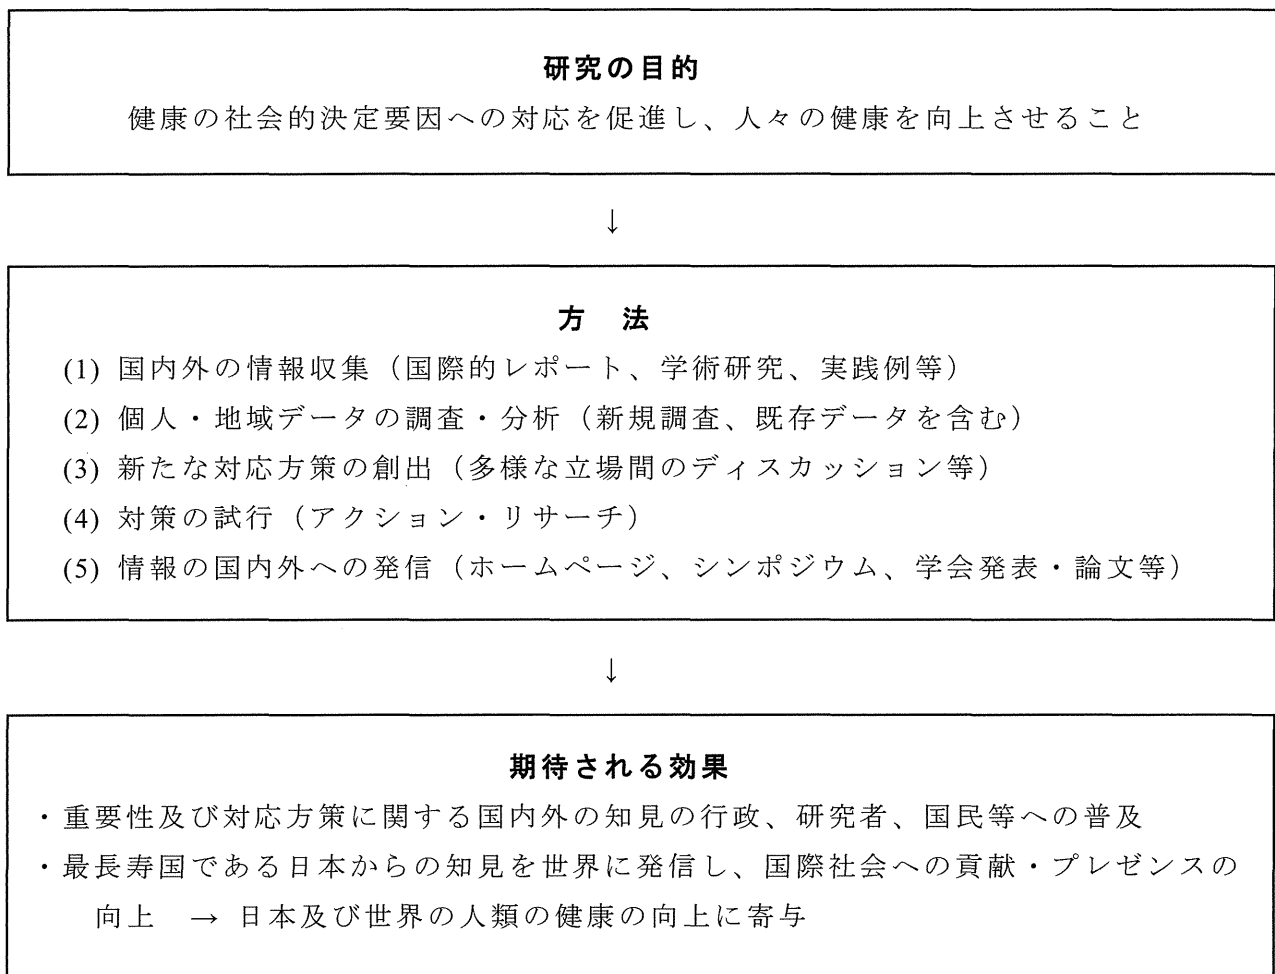 研究の目的
健康の社会的決定要因への対応を促進し、人々の健康を向上させること
↓
方　法
(1) 国内外の情報収集（国際的レポート、学術研究、実践例等）
(2) 個人・地域データの調査・分析（新規調査、既存データを含む）
(3) 新たな対応方策の創出（多様な立場間のディスカッション等）
(4) 対策の試行（アクション・リサーチ）
(5) 情報の国内外への発信（ホームページ、シンポジウム、学会発表・論文等）
↓
期待される効果
・重要性及び対応方策に関する国内外の知見の行政、研究者、国民等への普及
・最長寿国である日本からの知見を世界に発信し、国際社会への貢献・プレゼンスの
向上　→ 日本及び世界の人類の健康の向上に寄与